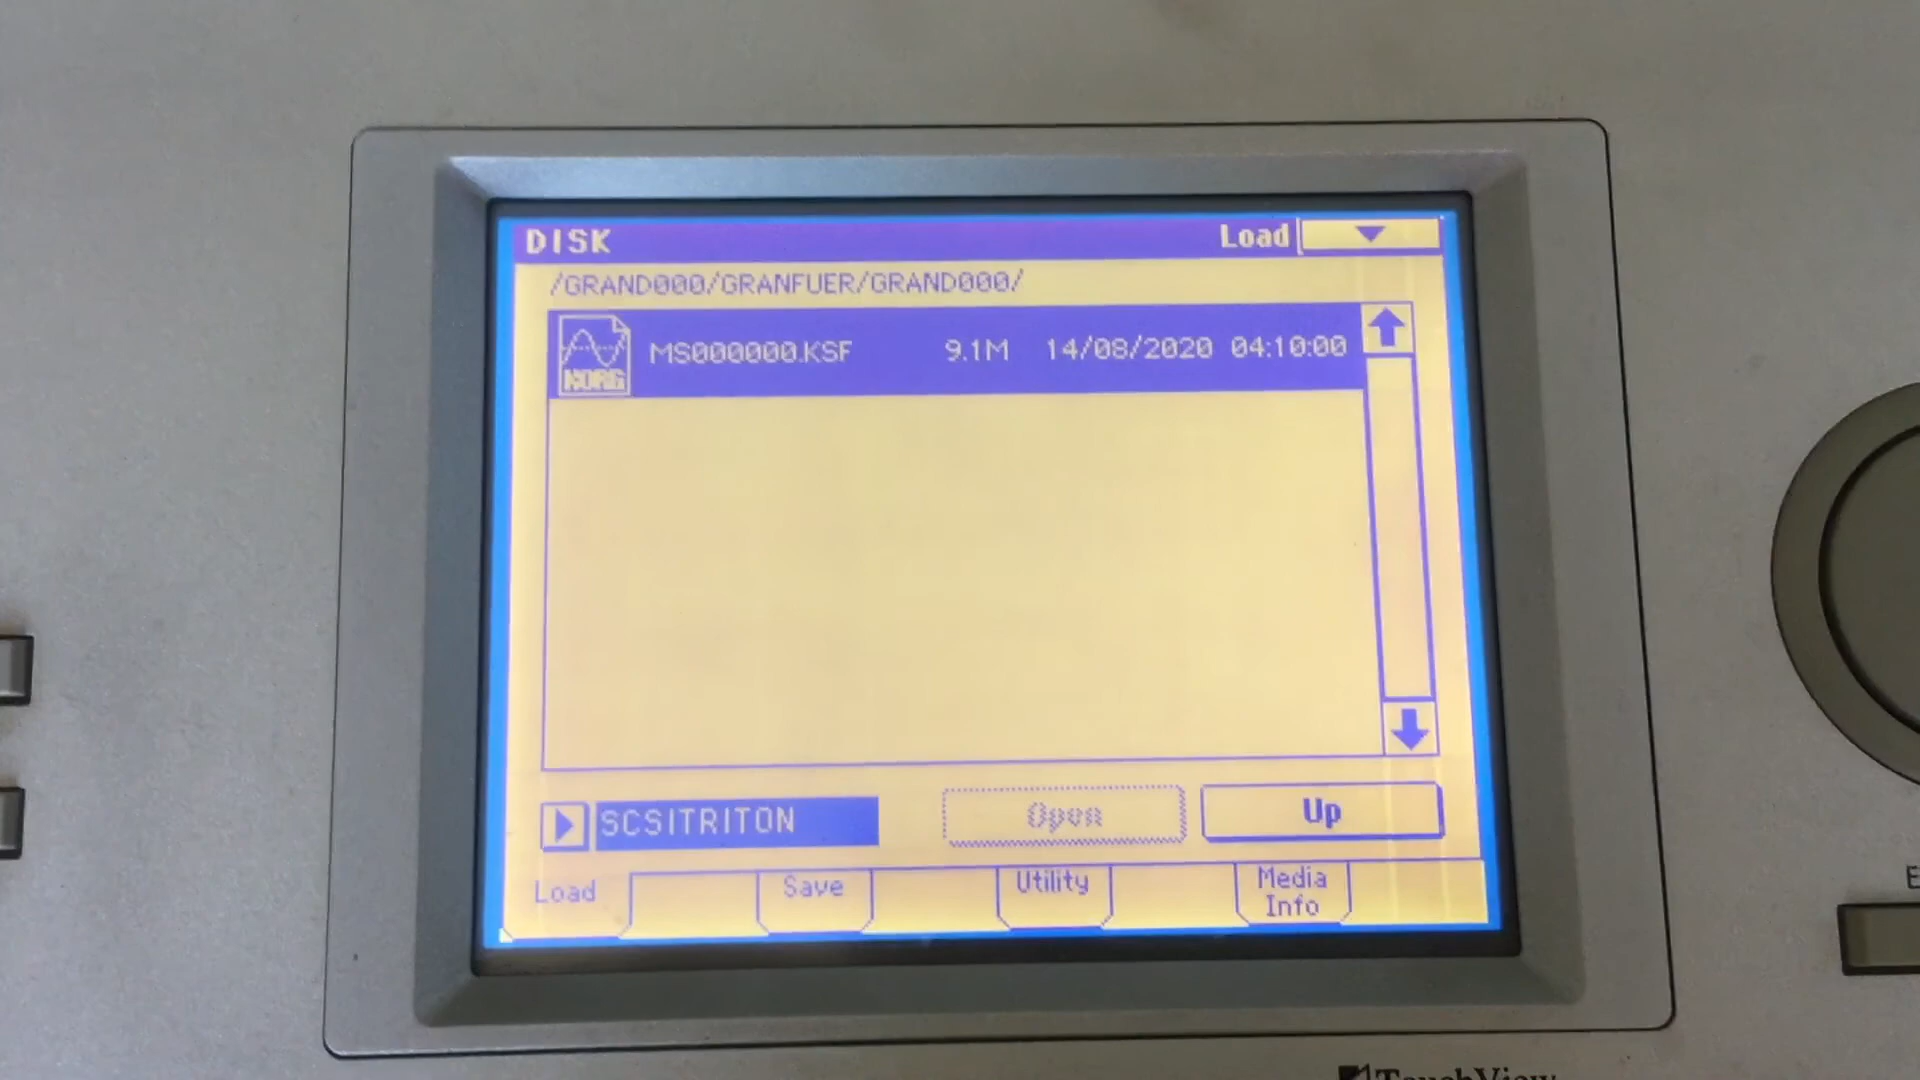 DISK Load
/GRAND000/GRANFUER/GRAND000/
KORG
MS000000.KSF 9.1M 14/08/2020 04:10:00
SCSITRITON Open Up
Load Save Utility Media Info
TouchView